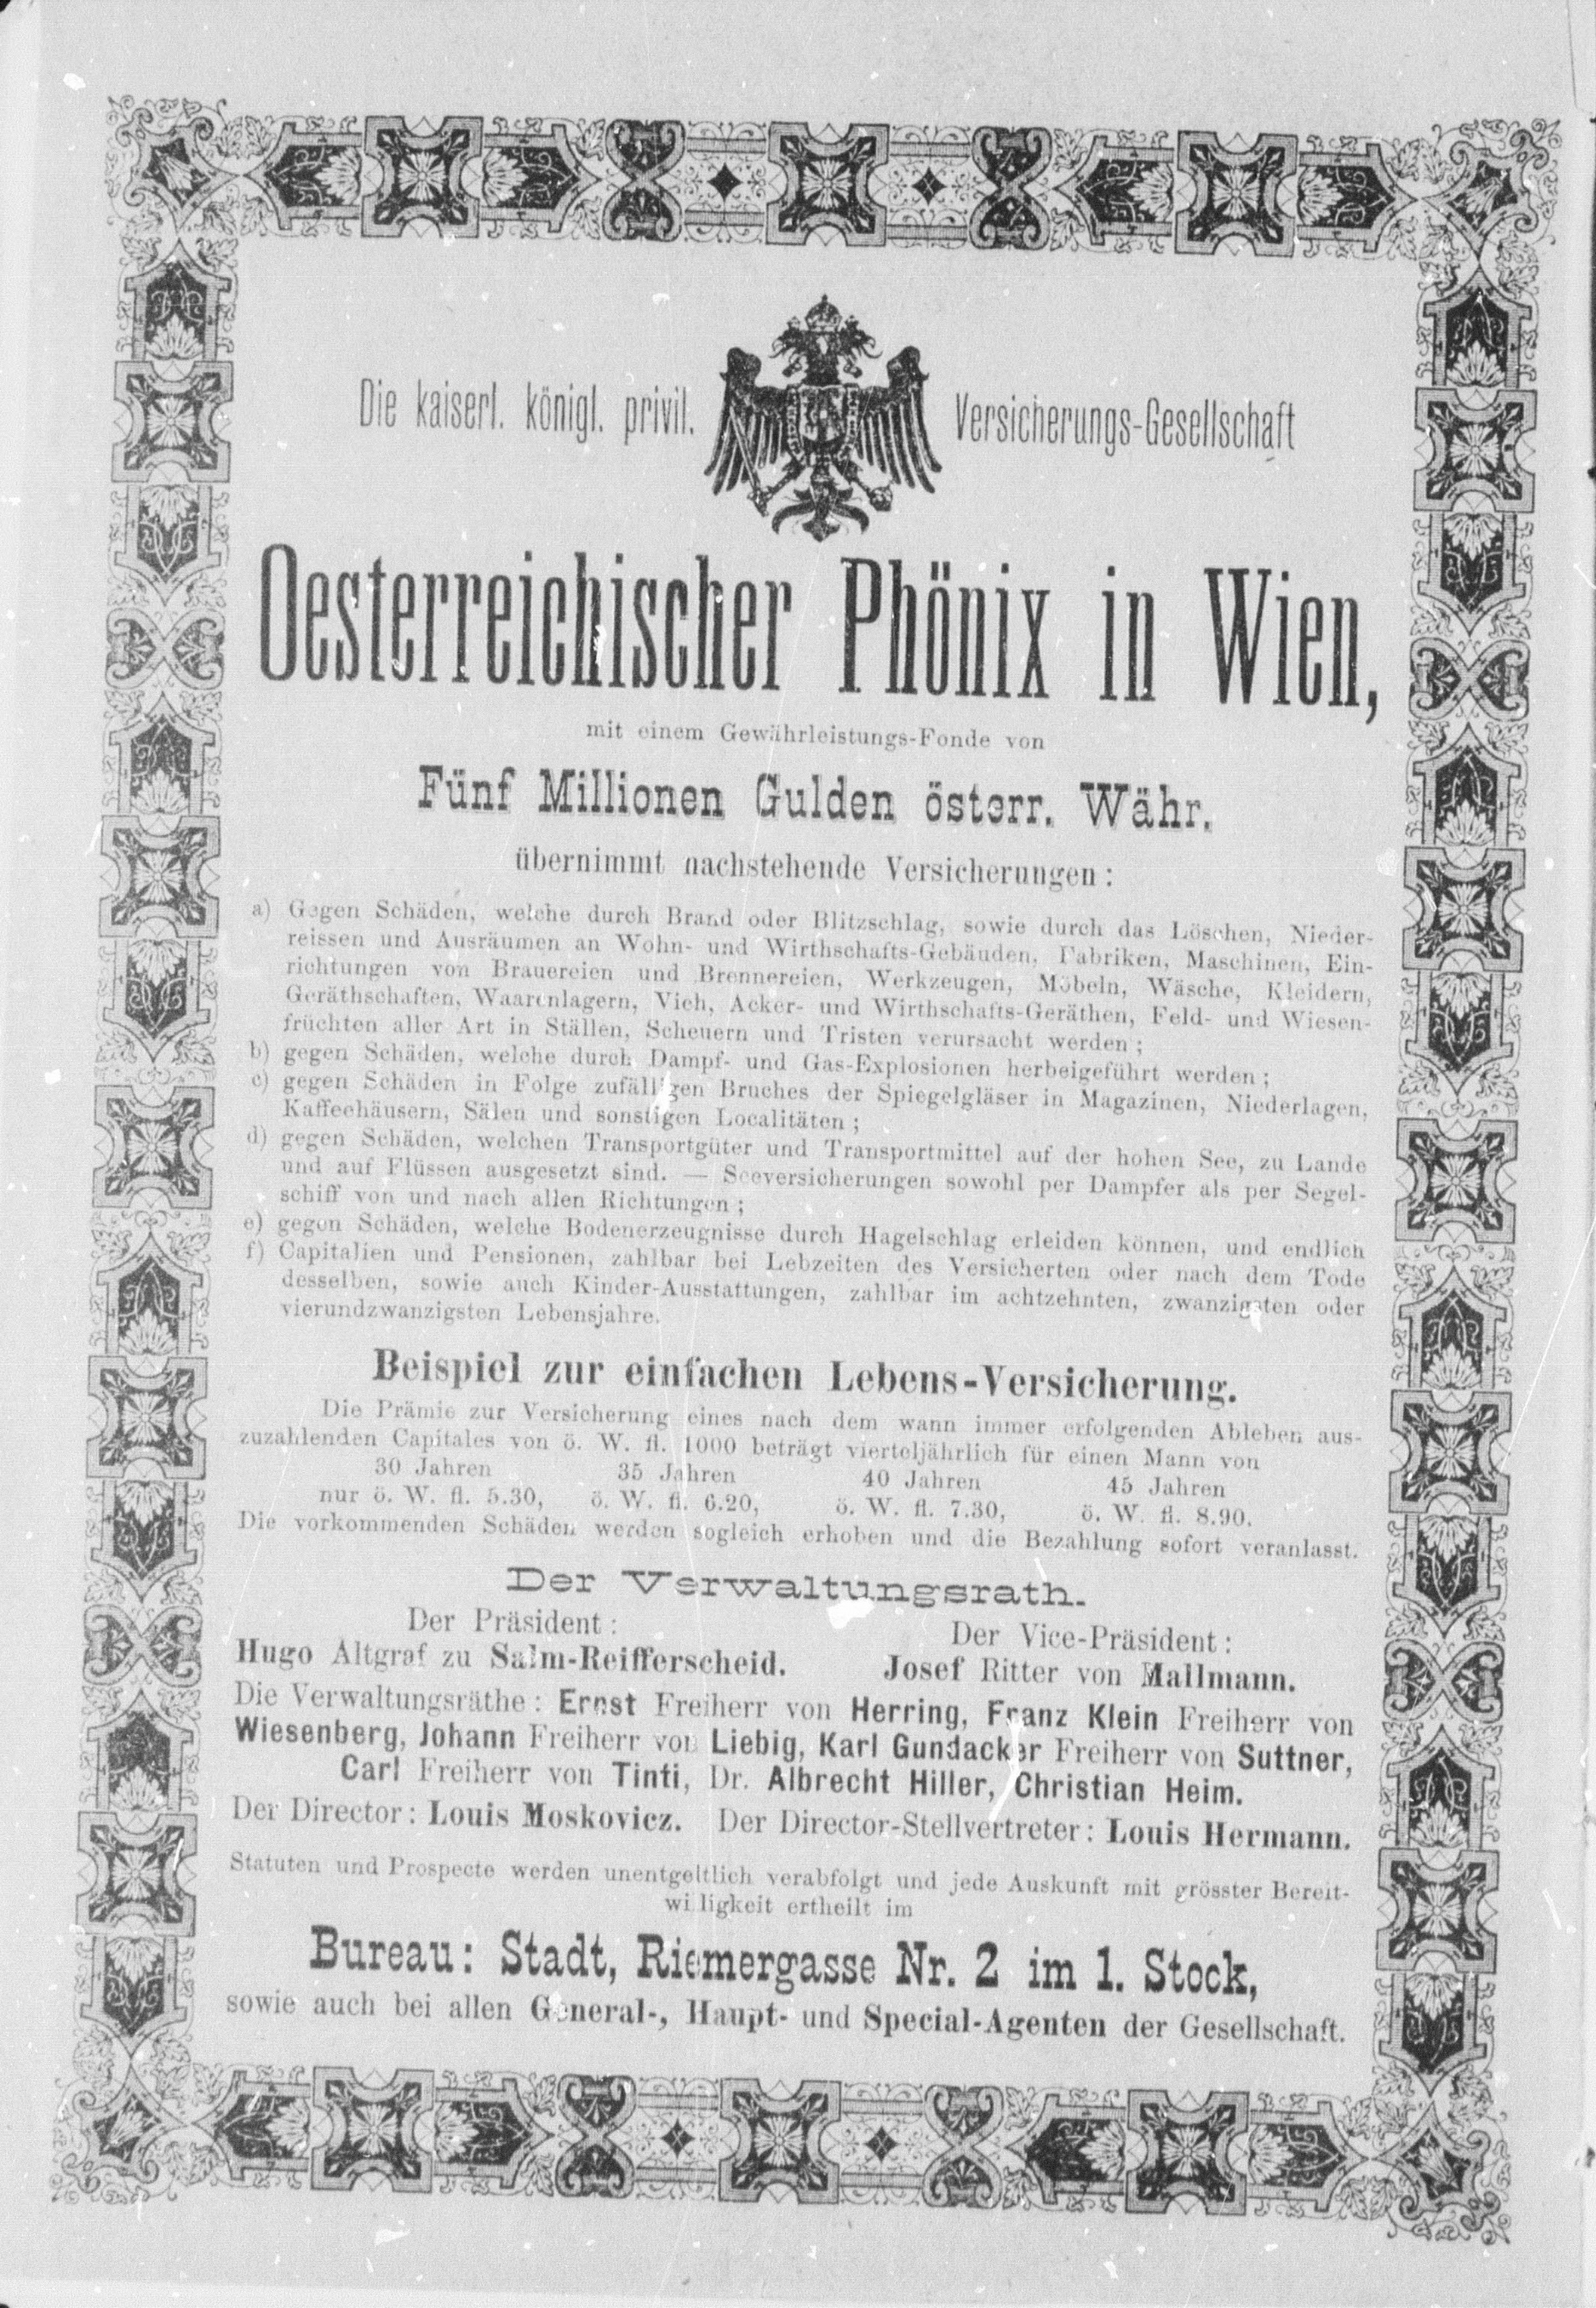 Die kaiserl. königl. privil. Versicherungs-Gesellschaft
Oesterreichischer Phönix in Wien,
mit einem Gewährleistungs-Fonde von
Fünf Millionen Gulden österr. Währ.
übernimmt nachstehende Versicherungen:
a) Gegen Schäden, welche durch Brand oder Blitzschlag, sowie durch das Löschen, Nieder-
reissen und Ausräumen an Wohn- und Wirthschafts-Gebäuden, Fabriken, Maschinen, Ein-
richtungen von Brauereien und Brennereien, Werkzeugen, Möbeln, Wäsche, Kleidern,
Geräthschaften, Waarenlagern, Vieh, Acker- und Wirthschafts-Geräthen, Feld- und Wiesen-
früchten aller Art in Ställen, Scheuern und Tristen verursacht werden;
b) gegen Schäden, welche durch Dampf- und Gas-Explosionen herbeigeführt werden;
c) gegen Schäden in Folge zufälligen Bruches der Spiegelgläser in Magazinen, Niederlagen,
Kaffeehäusern, Sälen und sonstigen Localitäten;
d) gegen Schäden, welchen Transportgüter und Transportmittel auf der hohen See, zu Lande
und auf Flüssen ausgesetzt sind. — Seeversicherungen sowohl per Dampfer als per Segel-
schiff von und nach allen Richtungen;
e) gegen Schäden, welche Bodenerzeugnisse durch Hagelschlag erleiden können, und endlich
f) Capitalien und Pensionen, zahlbar bei Lebzeiten des Versicherten oder nach dem Tode
desselben, sowie auch Kinder-Ausstattungen, zahlbar im achtzehnten, zwanzigsten oder
vierundzwanzigsten Lebensjahre.
Beispiel zur einfachen Lebens-Versicherung.
Die Prämie zur Versicherung eines nach dem wann immer erfolgenden Ableben aus-
zuzahlenden Capitales von ö. W. fl. 1000 beträgt vierteljährlich für einen Mann von
30 Jahren 35 Jahren 40 Jahren 45 Jahren
nur ö. W. fl. 5.30, ö. W. fl. 6.20, ö. W. fl. 7.30, ö. W. fl. 8.90.
Die vorkommenden Schäden werden sogleich erhoben und die Bezahlung sofort veranlasst.
Der Verwaltungsrath.
Der Präsident: Der Vice-Präsident:
Hugo Altgraf zu Salm-Reifferscheid. Josef Ritter von Mallmann.
Die Verwaltungsräthe: Ernst Freiherr von Herring, Franz Klein Freiherr von
Wiesenberg, Johann Freiherr von Liebig, Karl Gundacker Freiherr von Suttner,
Carl Freiherr von Tinti, Dr. Albrecht Hiller, Christian Heim.
Der Director: Louis Moskovicz. Der Director-Stellvertreter: Louis Hermann.
Statuten und Prospecte werden unentgeltlich verabfolgt und jede Auskunft mit grösster Bereit-
willigkeit ertheilt im
Bureau: Stadt, Riemergasse Nr. 2 im 1. Stock,
sowie auch bei allen General-, Haupt- und Special-Agenten der Gesellschaft.